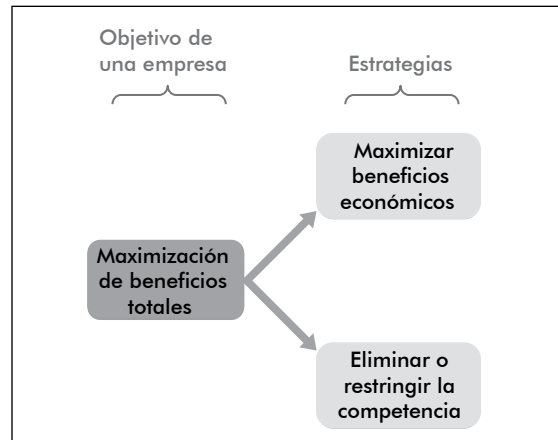 Objetivo de
una empresa
Estrategias
Maximizar
beneficios
económicos
Maximización
de beneficios
totales
Eliminar o
restringir la
competencia